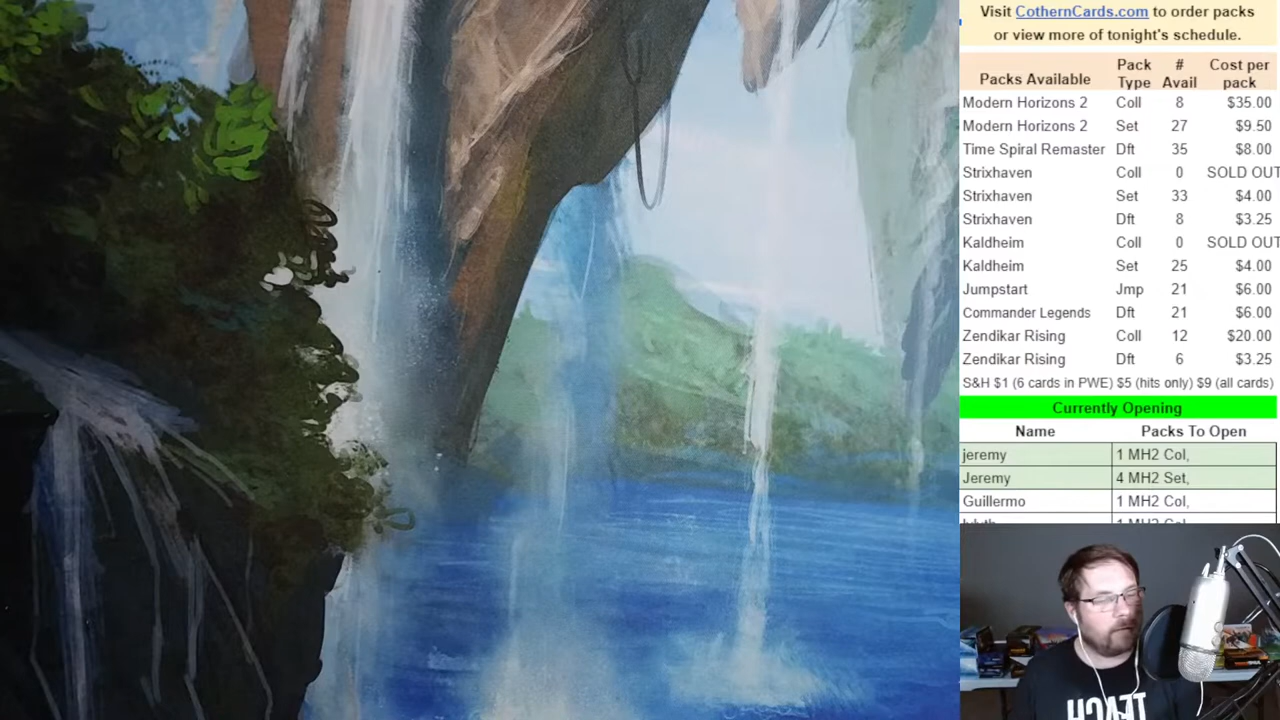 Visit CothernCards.com to order packs
or view more of tonight's schedule.
Packs Available Pack Type # Avail Cost per pack
Modern Horizons 2 Coll 8 $35.00
Modern Horizons 2 Set 27 $9.50
Time Spiral Remaster Dft 35 $8.00
Strixhaven Coll 0 SOLD OUT
Strixhaven Set 33 $4.00
Strixhaven Dft 8 $3.25
Kaldheim Coll 0 SOLD OUT
Kaldheim Set 25 $4.00
Jumpstart Jmp 21 $6.00
Commander Legends Dft 21 $6.00
Zendikar Rising Coll 12 $20.00
Zendikar Rising Dft 6 $3.25
S&H $1 (6 cards in PWE) $5 (hits only) $9 (all cards)
Currently Opening
Name Packs To Open
jeremy 1 MH2 Col,
Jeremy 4 MH2 Set,
Guillermo 1 MH2 Col,
1 MH2 Col,
TEACH